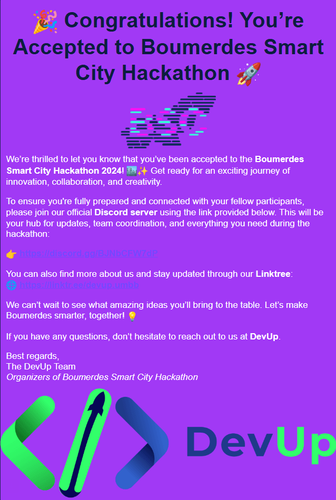 🎉 Congratulations! You’re
Accepted to Boumerdes Smart
City Hackathon 🚀
We’re thrilled to let you know that you’ve been accepted to the Boumerdes
Smart City Hackathon 2024! 🏙️✨ Get ready for an exciting journey of
innovation, collaboration, and creativity.
To ensure you're fully prepared and connected with your fellow participants,
please join our official Discord server using the link provided below. This will be
your hub for updates, team coordination, and everything you need during the
hackathon:
👉
You can also find more about us and stay updated through our Linktree:
🌐
We can’t wait to see what amazing ideas you’ll bring to the table. Let’s make
Boumerdes smarter, together! 💡
If you have any questions, don’t hesitate to reach out to us at DevUp.
Best regards,
The DevUp Team
Organizers of Boumerdes Smart City Hackathon
DevUp